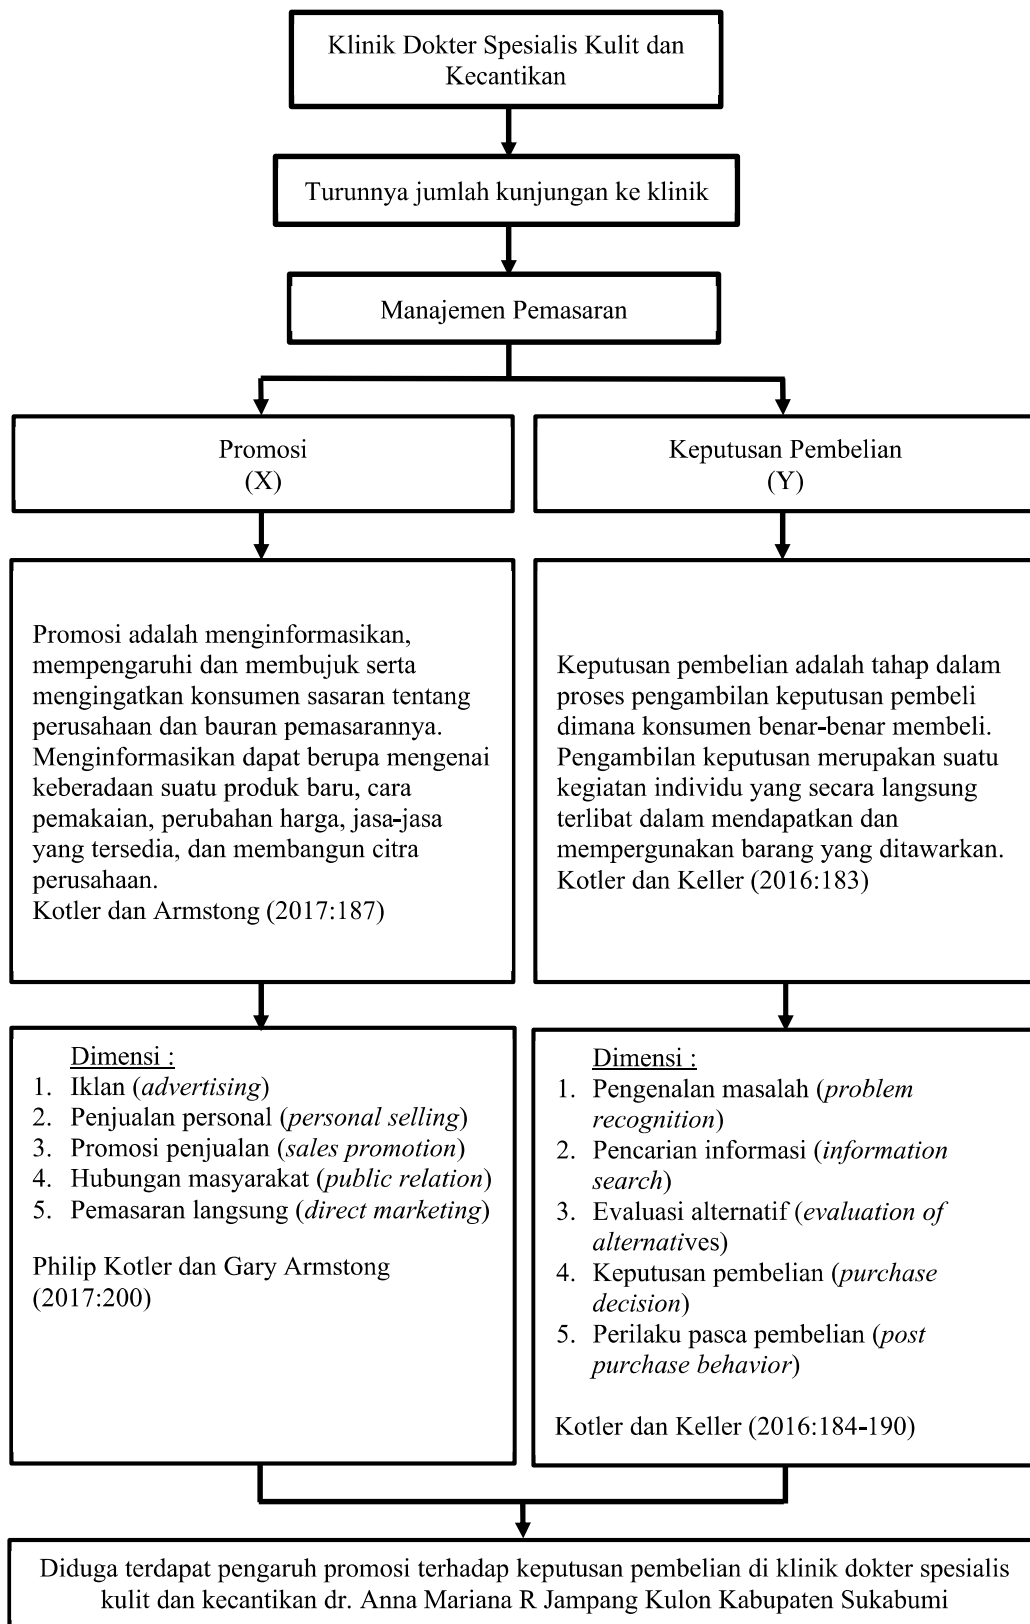 Klinik Dokter Spesialis Kulit dan
Kecantikan
Turunnya jumlah kunjungan ke klinik
Manajemen Pemasaran
Promosi
(X)
Keputusan Pembelian
(Y)
Promosi adalah menginformasikan,
mempengaruhi dan membujuk serta
mengingatkan konsumen sasaran tentang
perusahaan dan bauran pemasarannya.
Menginformasikan dapat berupa mengenai
keberadaan suatu produk baru, cara
pemakaian, perubahan harga, jasa-jasa
yang tersedia, dan membangun citra
perusahaan.
Kotler dan Armstong (2017:187)
Keputusan pembelian adalah tahap dalam
proses pengambilan keputusan pembeli
dimana konsumen benar-benar membeli.
Pengambilan keputusan merupakan suatu
kegiatan individu yang secara langsung
terlibat dalam mendapatkan dan
mempergunakan barang yang ditawarkan.
Kotler dan Keller (2016:183)
Dimensi :
1. Iklan (advertising)
2. Penjualan personal (personal selling)
3. Promosi penjualan (sales promotion)
4. Hubungan masyarakat (public relation)
5. Pemasaran langsung (direct marketing)
Philip Kotler dan Gary Armstong
(2017:200)
Dimensi :
1. Pengenalan masalah (problem
recognition)
2. Pencarian informasi (information
search)
3. Evaluasi alternatif (evaluation of
alternatives)
4. Keputusan pembelian (purchase
decision)
5. Perilaku pasca pembelian (post
purchase behavior)
Kotler dan Keller (2016:184-190)
Diduga terdapat pengaruh promosi terhadap keputusan pembelian di klinik dokter spesialis
kulit dan kecantikan dr. Anna Mariana R Jampang Kulon Kabupaten Sukabumi